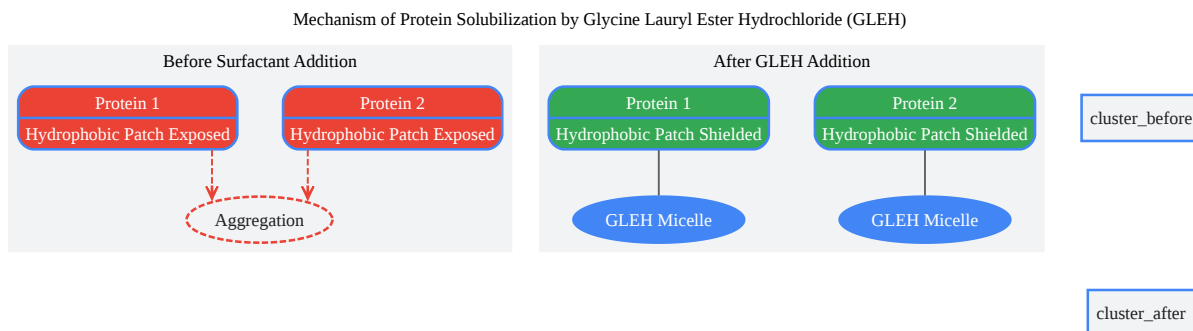 Mechanism of Protein Solubilization by Glycine Lauryl Ester Hydrochloride (GLEH)
Before Surfactant Addition
Protein 1
Hydrophobic Patch Exposed
Protein 2
Hydrophobic Patch Exposed
Aggregation
After GLEH Addition
Protein 1
Hydrophobic Patch Shielded
Protein 2
Hydrophobic Patch Shielded
GLEH Micelle
GLEH Micelle
cluster_before
cluster_after